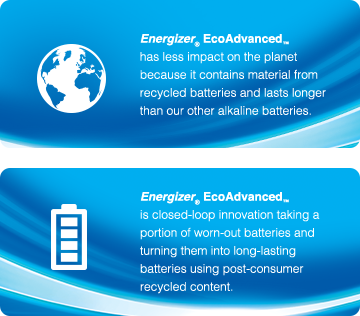 Energizer® EcoAdvanced™
has less impact on the planet
because it contains material from
recycled batteries and lasts longer
than our other alkaline batteries.
Energizer® EcoAdvanced™
is closed-loop innovation taking a
portion of worn-out batteries and
turning them into long-lasting
batteries using post-consumer
recycled content.